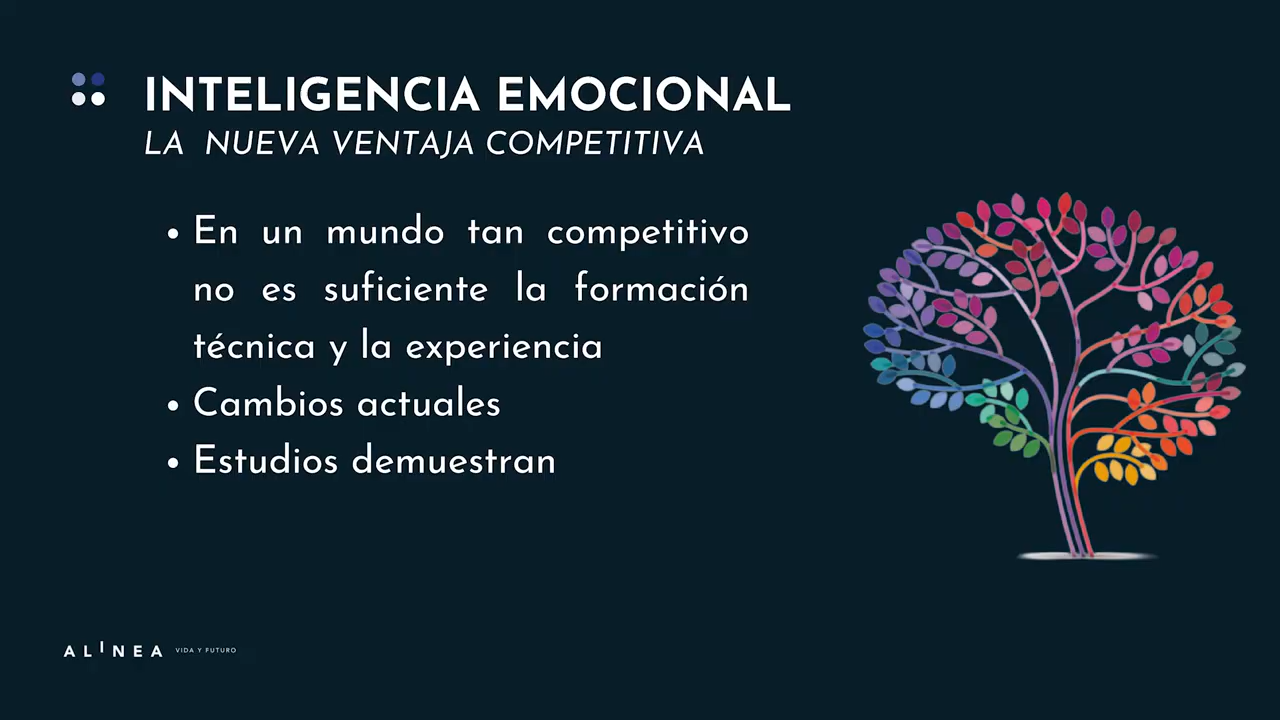 INTELIGENCIA EMOCIONAL
LA NUEVA VENTAJA COMPETITIVA
• En un mundo tan competitivo
no es suficiente la formación
técnica y la experiencia
• Cambios actuales
• Estudios demuestran
ALINEA VIDA Y FUTURO